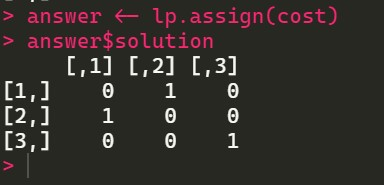 > answer <- lp.assign(cost)
> answer$solution
     [,1] [,2] [,3]
[1,]    0    1    0
[2,]    1    0    0
[3,]    0    0    1
>